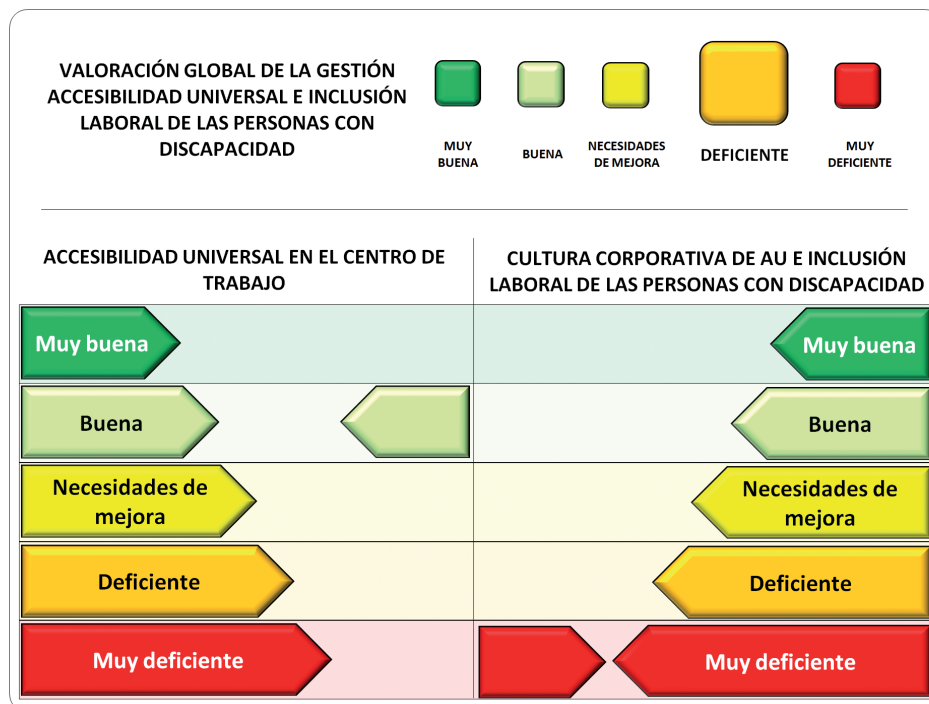 VALORACIÓN GLOBAL DE LA GESTIÓN
ACCESIBILIDAD UNIVERSAL E INCLUSIÓN
LABORAL DE LAS PERSONAS CON
DISCAPACIDAD
MUY
BUENA
BUENA
NECESIDADES
DE MEJORA
DEFICIENTE
MUY
DEFICIENTE
ACCESIBILIDAD UNIVERSAL EN EL CENTRO DE
TRABAJO
CULTURA CORPORATIVA DE AU E INCLUSIÓN
LABORAL DE LAS PERSONAS CON DISCAPACIDAD
Muy buena
Muy buena
Buena
Buena
Necesidades de
mejora
Necesidades de
mejora
Deficiente
Deficiente
Muy deficiente
Muy deficiente